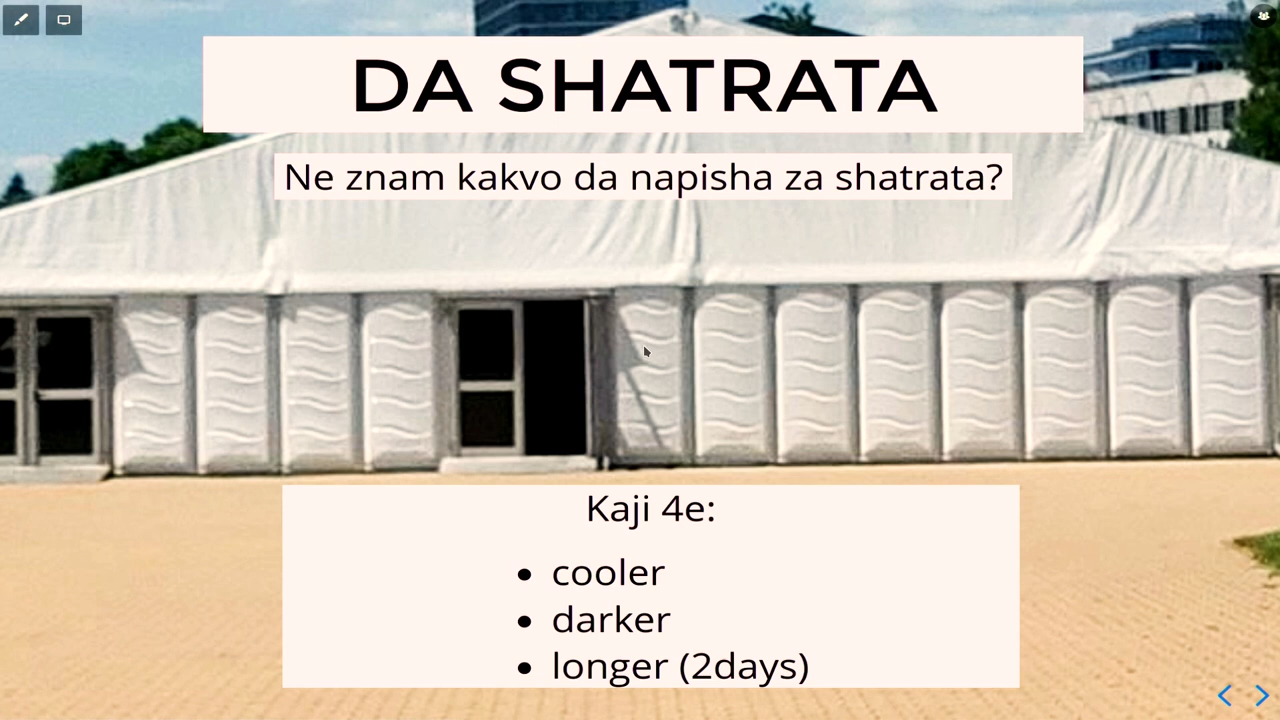 DA SHATRATA
Ne znam kakvo da napisha za shatrata?
Kaji 4e:
cooler
darker
longer (2days)